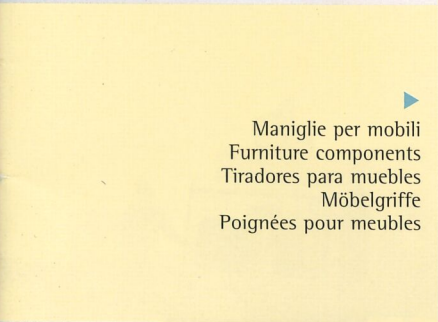 Maniglie per mobili
Furniture components
Tiradores para muebles
Möbelgriffe
Poignées pour meubles